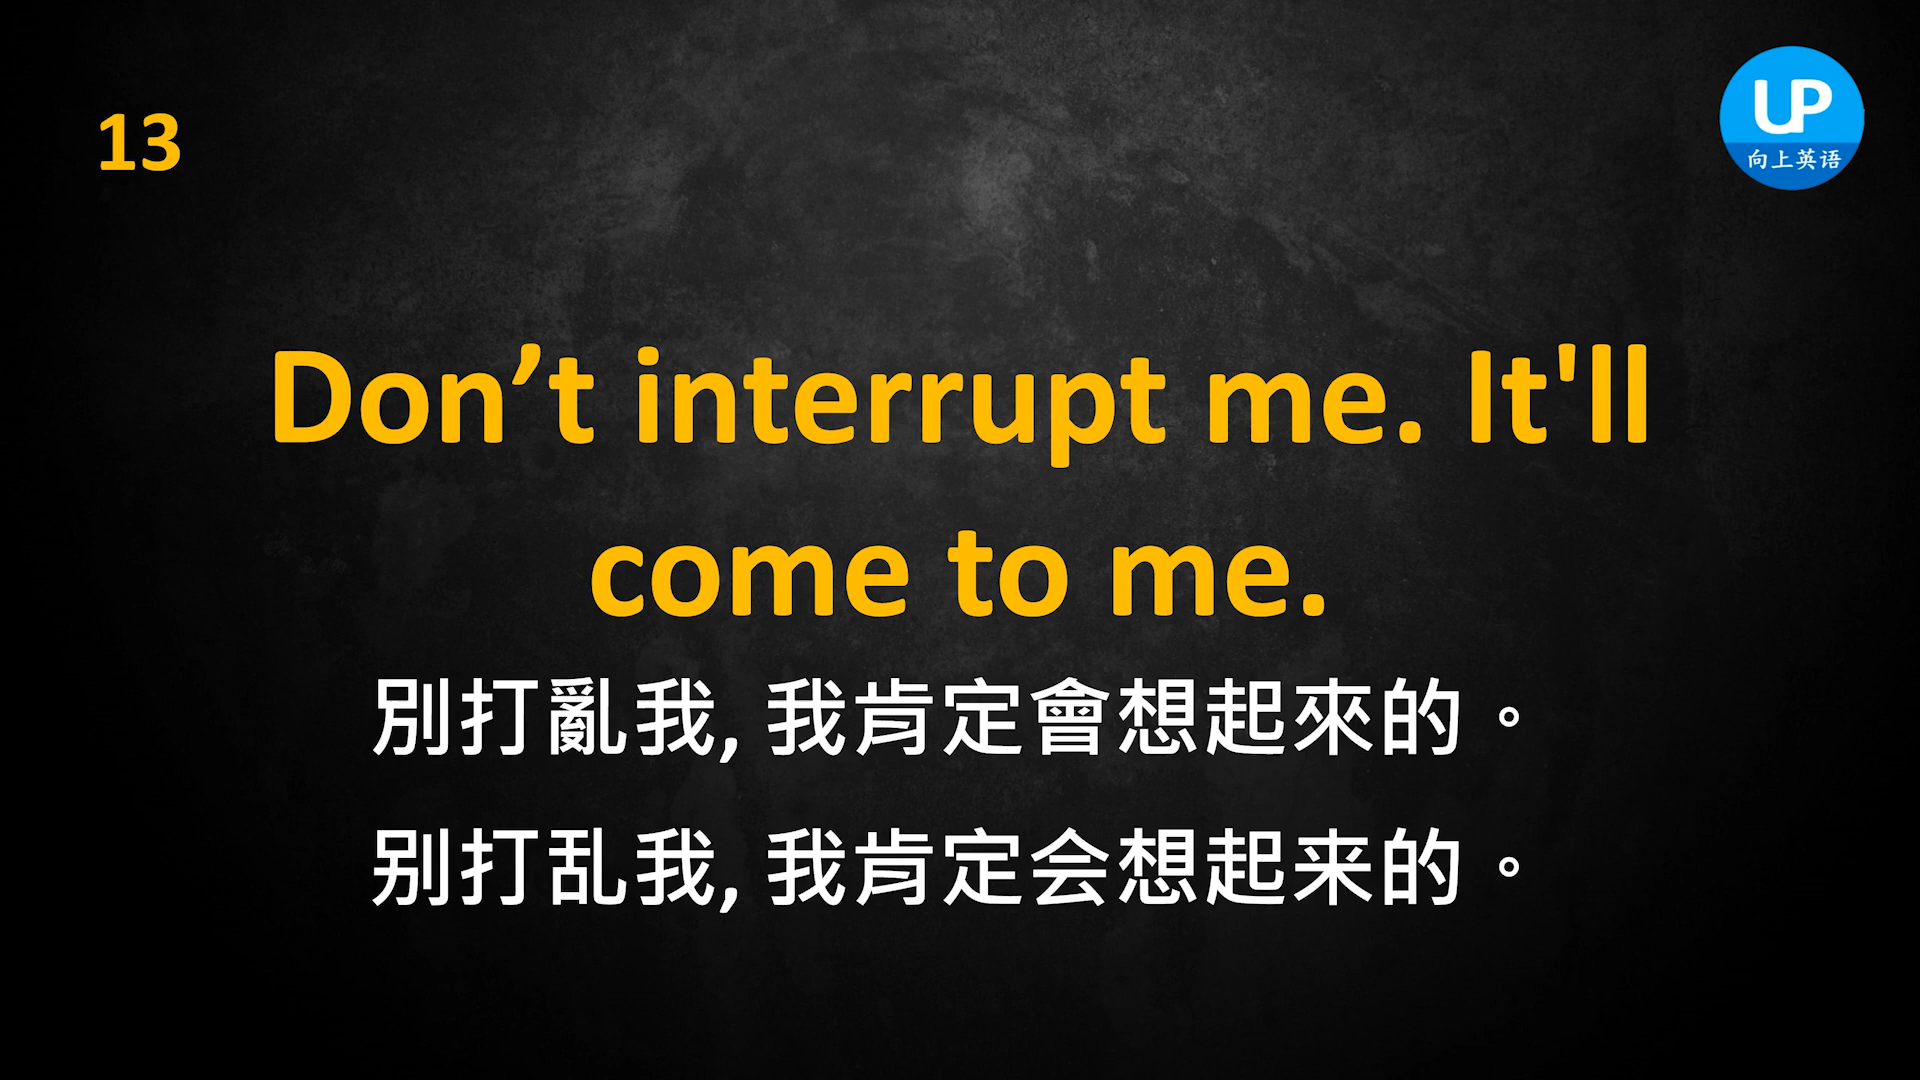 13
UP
向上英语
Don’t interrupt me. It'll
come to me.
別打亂我, 我肯定會想起來的。
别打乱我, 我肯定会想起来的。